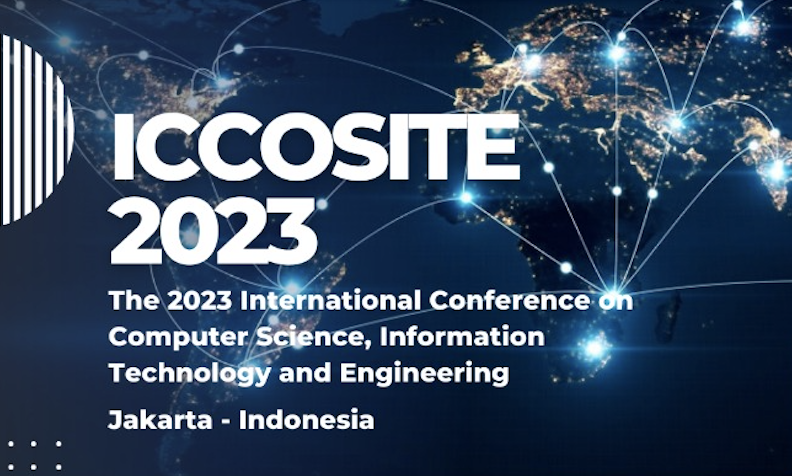 ICCOSITE
2023
The 2023 International Conference on
Computer Science, Information
Technology and Engineering
Jakarta - Indonesia